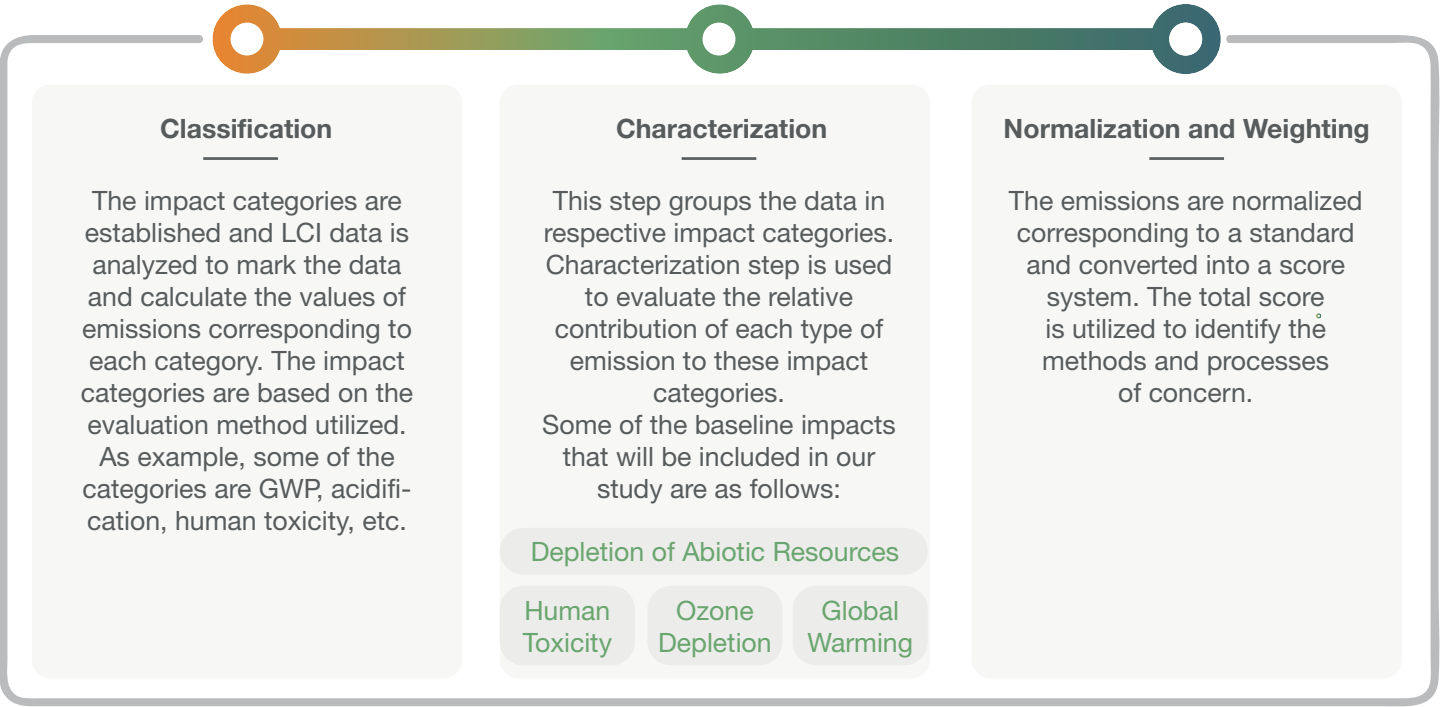 Classification
The impact categories are
established and LCI data is
analyzed to mark the data
and calculate the values of
emissions corresponding to
each category. The impact
categories are based on the
evaluation method utilized.
As example, some of the
categories are GWP, acidifi-
cation, human toxicity, etc.
Characterization
This step groups the data in
respective impact categories.
Characterization step is used
to evaluate the relative
contribution of each type of
emission to these impact
categories.
Some of the baseline impacts
that will be included in our
study are as follows:
Depletion of Abiotic Resources
Human
Toxicity
Ozone
Depletion
Global
Warming
Normalization and Weighting
The emissions are normalized
corresponding to a standard
and converted into a score
system. The total score
is utilized to identify the
methods and processes
of concern.